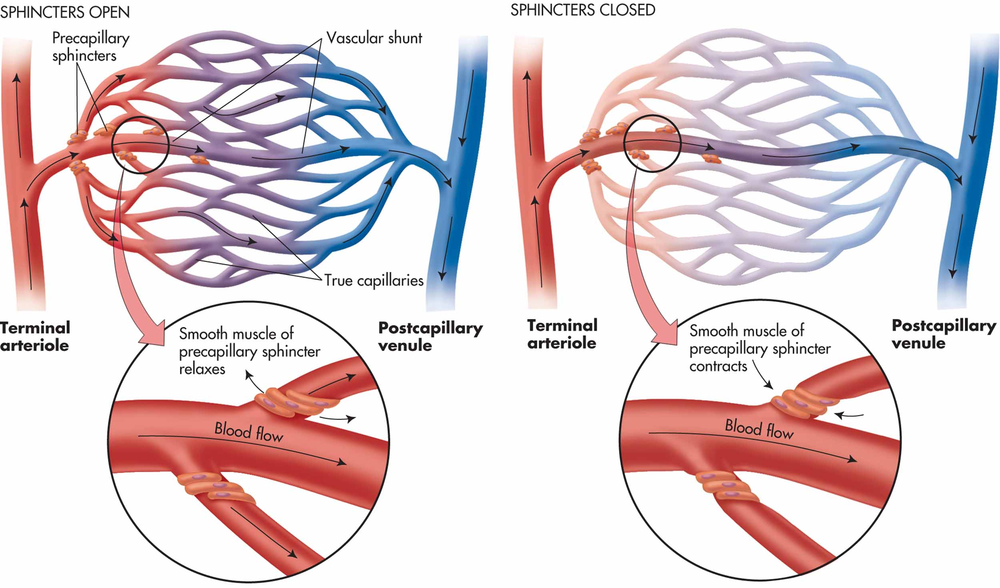 SPHINCTERS OPEN
Precapillary
sphincters
Vascular shunt
True capillaries
Terminal
arteriole
Postcapillary
venule
Smooth muscle of
precapillary sphincter
relaxes
Blood flow
SPHINCTERS CLOSED
Terminal
arteriole
Postcapillary
venule
Smooth muscle of
precapillary sphincter
contracts
Blood flow